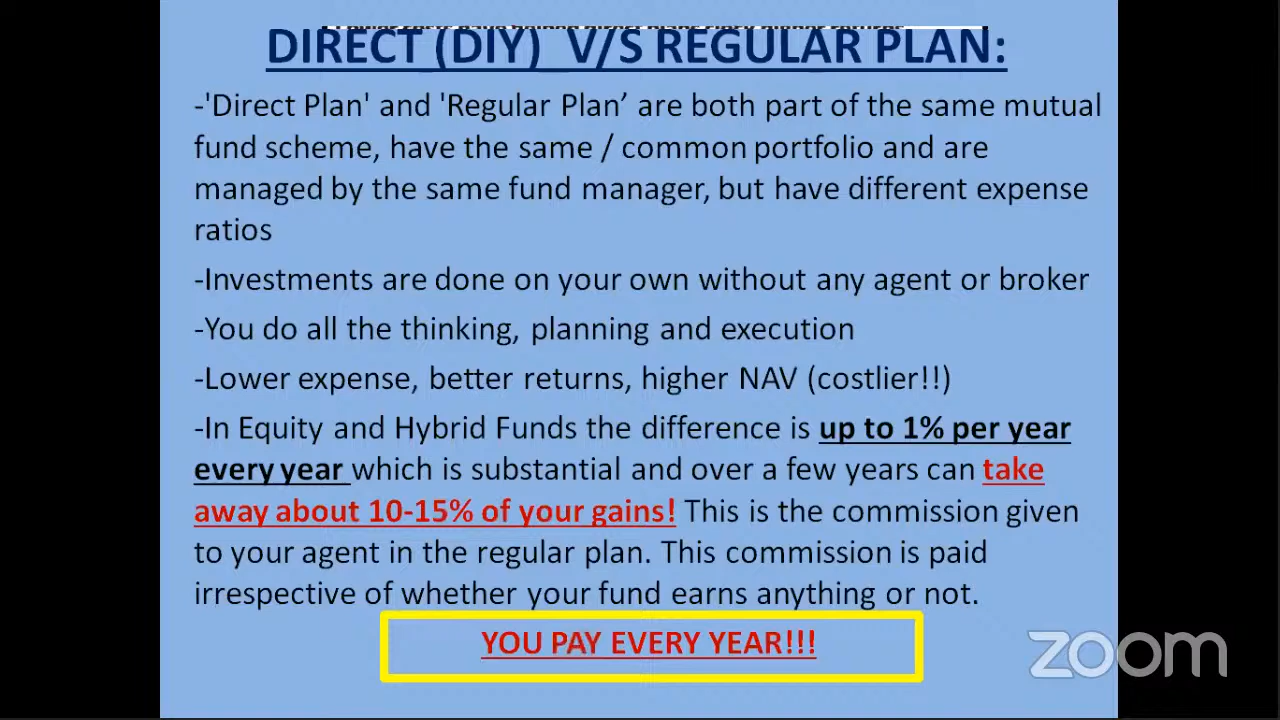 DIRECT (DIY) V/S REGULAR PLAN:
-'Direct Plan' and 'Regular Plan’ are both part of the same mutual
fund scheme, have the same / common portfolio and are
managed by the same fund manager, but have different expense
ratios
-Investments are done on your own without any agent or broker
-You do all the thinking, planning and execution
-Lower expense, better returns, higher NAV (costlier!!)
-In Equity and Hybrid Funds the difference is up to 1% per year
every year which is substantial and over a few years can take
away about 10-15% of your gains! This is the commission given
to your agent in the regular plan. This commission is paid
irrespective of whether your fund earns anything or not.
YOU PAY EVERY YEAR!!!
zoom